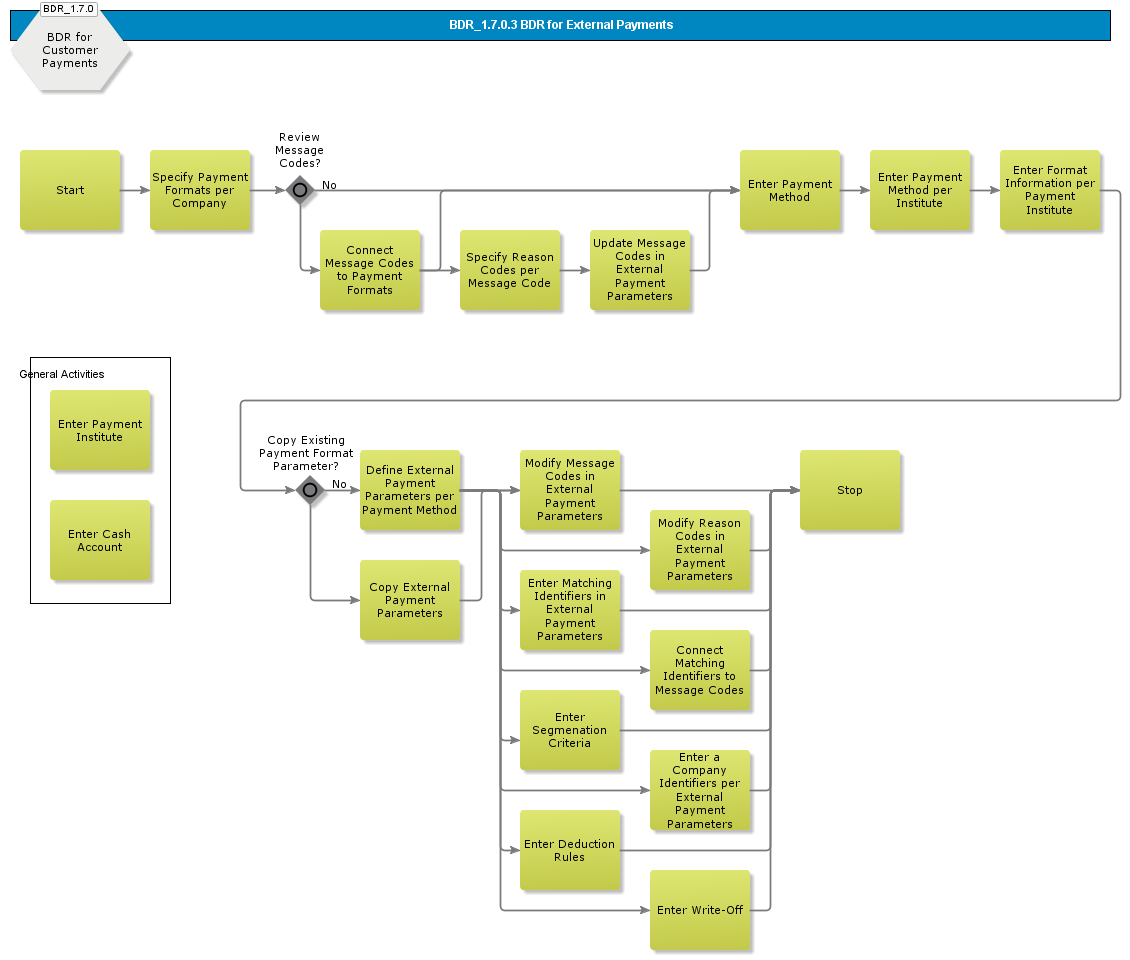 BDR_1.7.0
BDR_1.7.0.3 BDR for External Payments
BDR for
Customer
Payments
Review
Message
Codes?
Start
Specify Payment
Formats per
Company
No
Enter Payment
Method
Enter Payment
Method per
Institute
Enter Format
Information per
Payment
Institute
Connect
Message Codes
to Payment
Formats
Specify Reason
Codes per
Message Code
Update Message
Codes in
External
Payment
Parameters
General Activities
Enter Payment
Institute
Enter Cash
Account
Copy Existing
Payment Format
Parameter?
No
Define External
Payment
Parameters per
Payment Method
Copy External
Payment
Parameters
Modify Message
Codes in
External
Payment
Parameters
Stop
Modify Reason
Codes in
External
Payment
Parameters
Enter Matching
Identifiers in
External
Payment
Parameters
Connect
Matching
Identifiers to
Message Codes
Enter
Segmenation
Criteria
Enter a
Company
Identifiers per
External
Payment
Parameters
Enter Deduction
Rules
Enter Write-Off